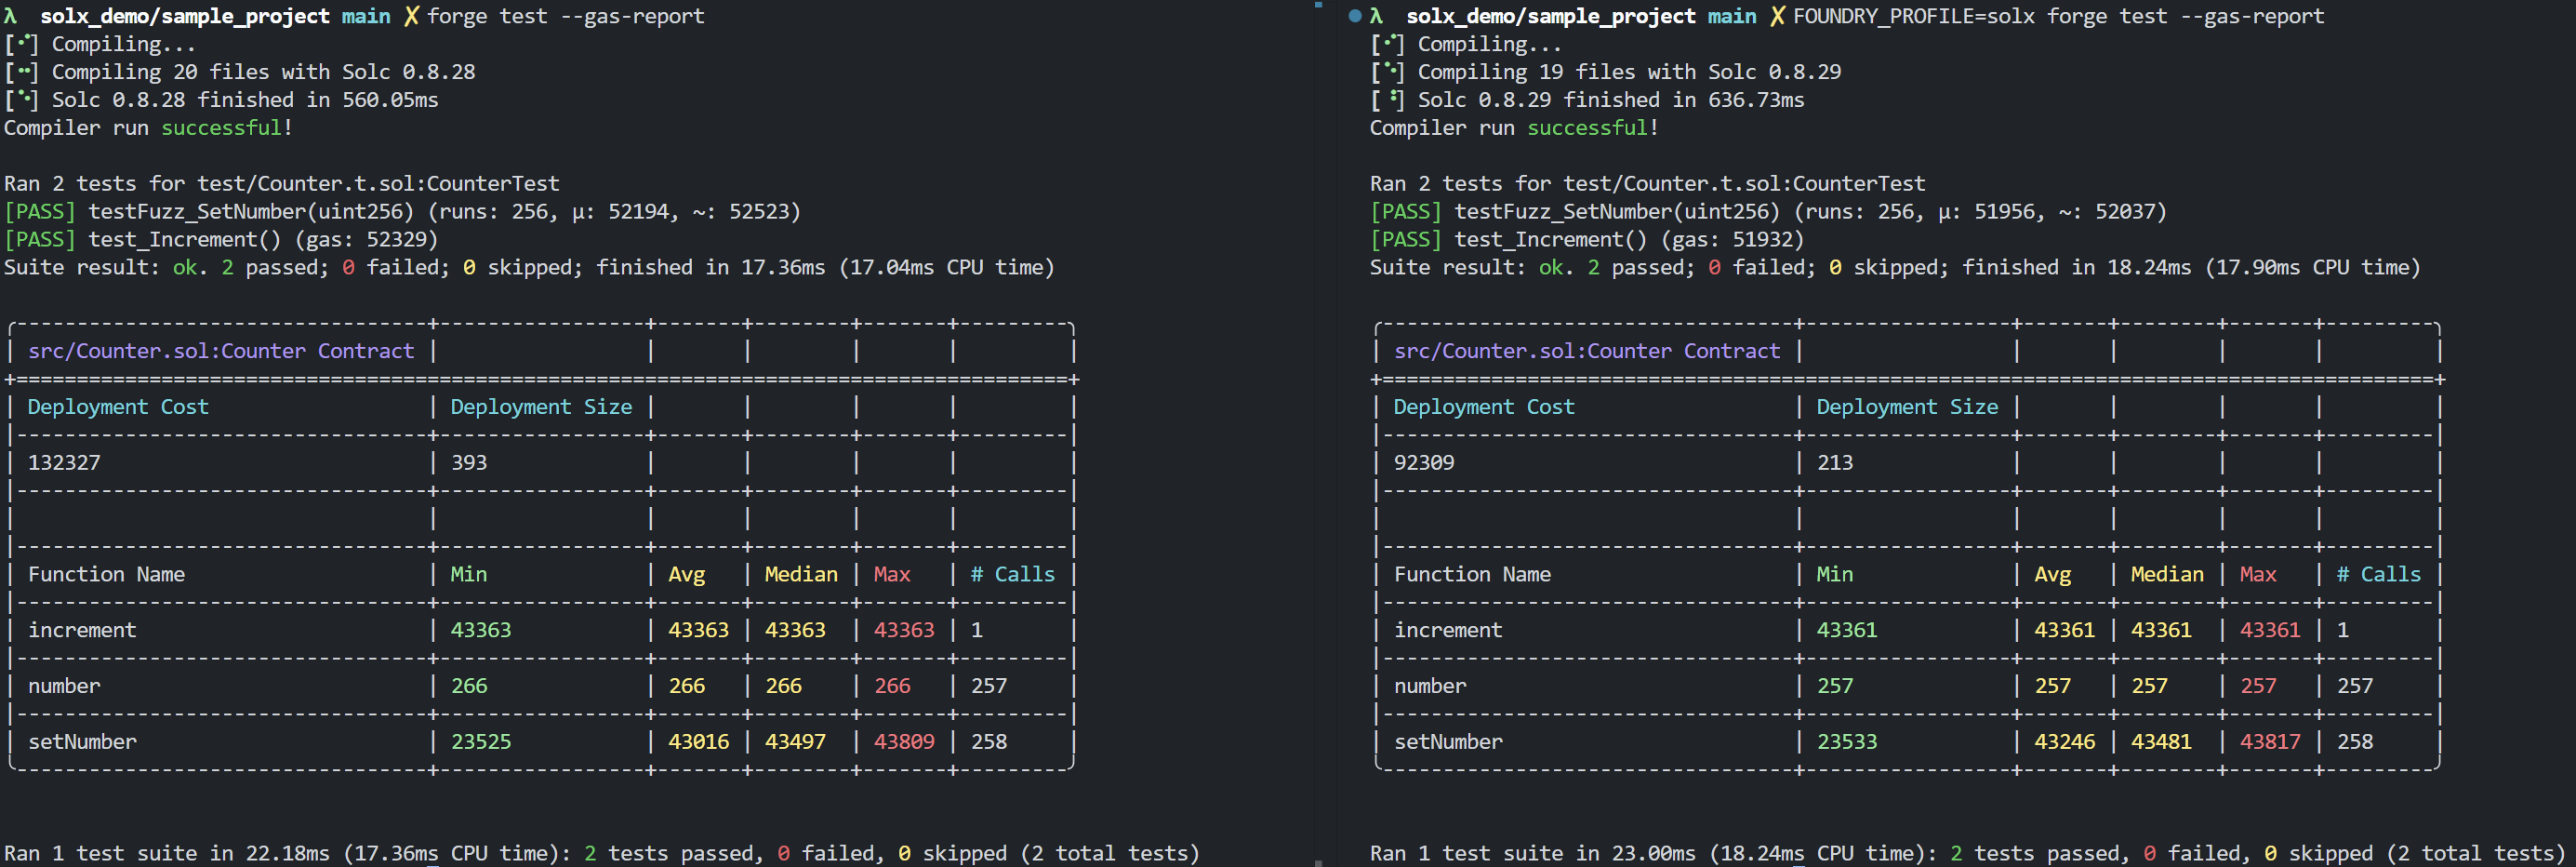 λ  solx_demo/sample_project main ✗ forge test --gas-report
[⠊] Compiling...
[⠒] Compiling 20 files with Solc 0.8.28
[⠑] Solc 0.8.28 finished in 560.05ms
Compiler run successful!
Ran 2 tests for test/Counter.t.sol:CounterTest
[PASS] testFuzz_SetNumber(uint256) (runs: 256, μ: 52194, ~: 52523)
[PASS] test_Increment() (gas: 52329)
Suite result: ok. 2 passed; 0 failed; 0 skipped; finished in 17.36ms (17.04ms CPU time)
src/Counter.sol:Counter Contract
Deployment Cost | Deployment Size
132327 | 393
Function Name | Min | Avg | Median | Max | # Calls
increment | 43363 | 43363 | 43363 | 43363 | 1
number | 266 | 266 | 266 | 266 | 257
setNumber | 23525 | 43016 | 43497 | 43809 | 258
Ran 1 test suite in 22.18ms (17.36ms CPU time): 2 tests passed, 0 failed, 0 skipped (2 total tests)
λ  solx_demo/sample_project main ✗ FOUNDRY_PROFILE=solx forge test --gas-report
[⠊] Compiling...
[⠑] Compiling 19 files with Solc 0.8.29
[⠘] Solc 0.8.29 finished in 636.73ms
Compiler run successful!
Ran 2 tests for test/Counter.t.sol:CounterTest
[PASS] testFuzz_SetNumber(uint256) (runs: 256, μ: 51956, ~: 52037)
[PASS] test_Increment() (gas: 51932)
Suite result: ok. 2 passed; 0 failed; 0 skipped; finished in 18.24ms (17.90ms CPU time)
src/Counter.sol:Counter Contract
Deployment Cost | Deployment Size
92309 | 213
Function Name | Min | Avg | Median | Max | # Calls
increment | 43361 | 43361 | 43361 | 43361 | 1
number | 257 | 257 | 257 | 257 | 257
setNumber | 23533 | 43246 | 43481 | 43817 | 258
Ran 1 test suite in 23.00ms (18.24ms CPU time): 2 tests passed, 0 failed, 0 skipped (2 total tests)